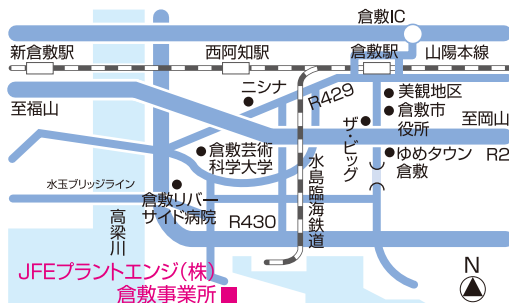 倉敷IC
新倉敷駅
西阿知駅
倉敷駅
山陽本線
ニシナ
R429
美観地区
倉敷市
役所
至福山
至岡山
ザ・ビッグ
倉敷芸術
科学大学
ゆめタウン
倉敷
R2
水玉ブリッジライン
倉敷リバー
サイド病院
水島臨海鉄道
高梁川
R430
JFEプラントエンジ(株)
倉敷事業所
N